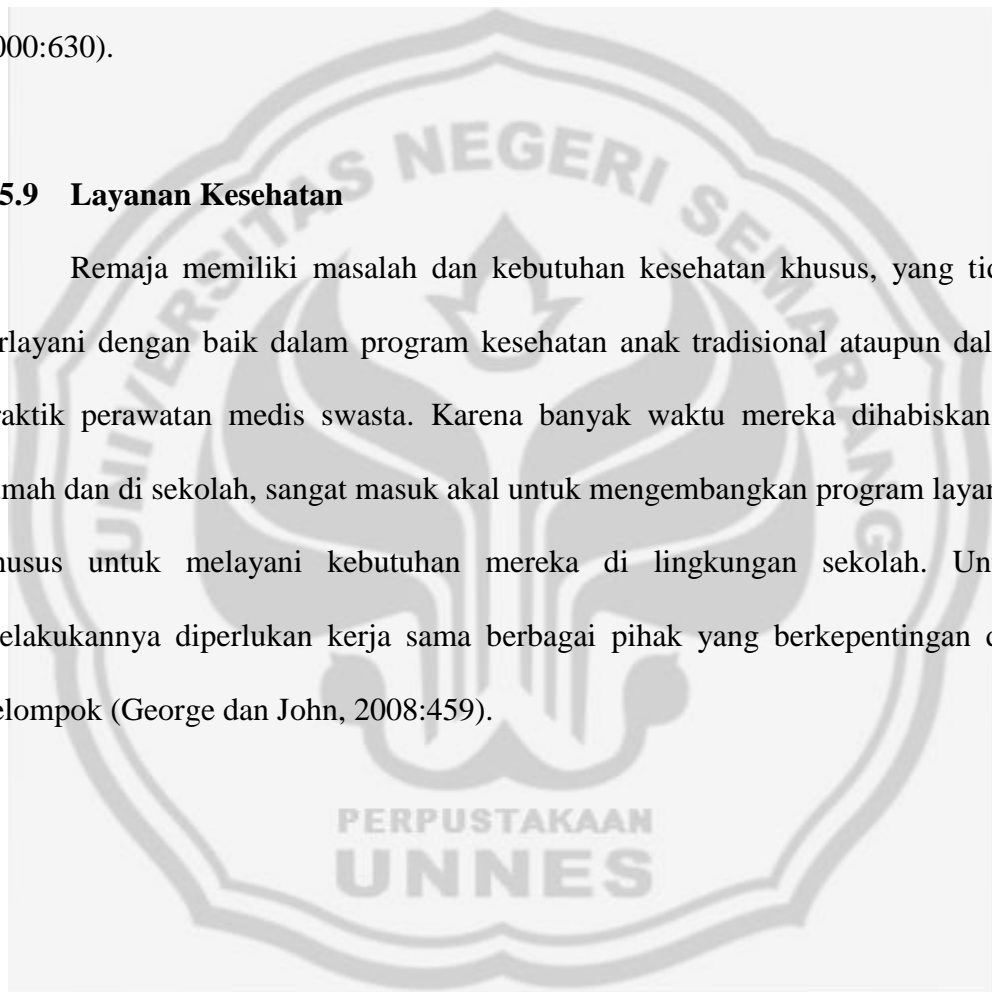 000:630).
5.9 Layanan Kesehatan
Remaja memiliki masalah dan kebutuhan kesehatan khusus, yang tid
rlayani dengan baik dalam program kesehatan anak tradisional ataupun dal
raktik perawatan medis swasta. Karena banyak waktu mereka dihabiskan
umah dan di sekolah, sangat masuk akal untuk mengembangkan program layan
husus untuk melayani kebutuhan mereka di lingkungan sekolah. Un
elakukannya diperlukan kerja sama berbagai pihak yang berkepentingan d
elompok (George dan John, 2008:459).
UNIVERSITAS NEGERI SEMARANG
PERPUSTAKAAN
UNNES